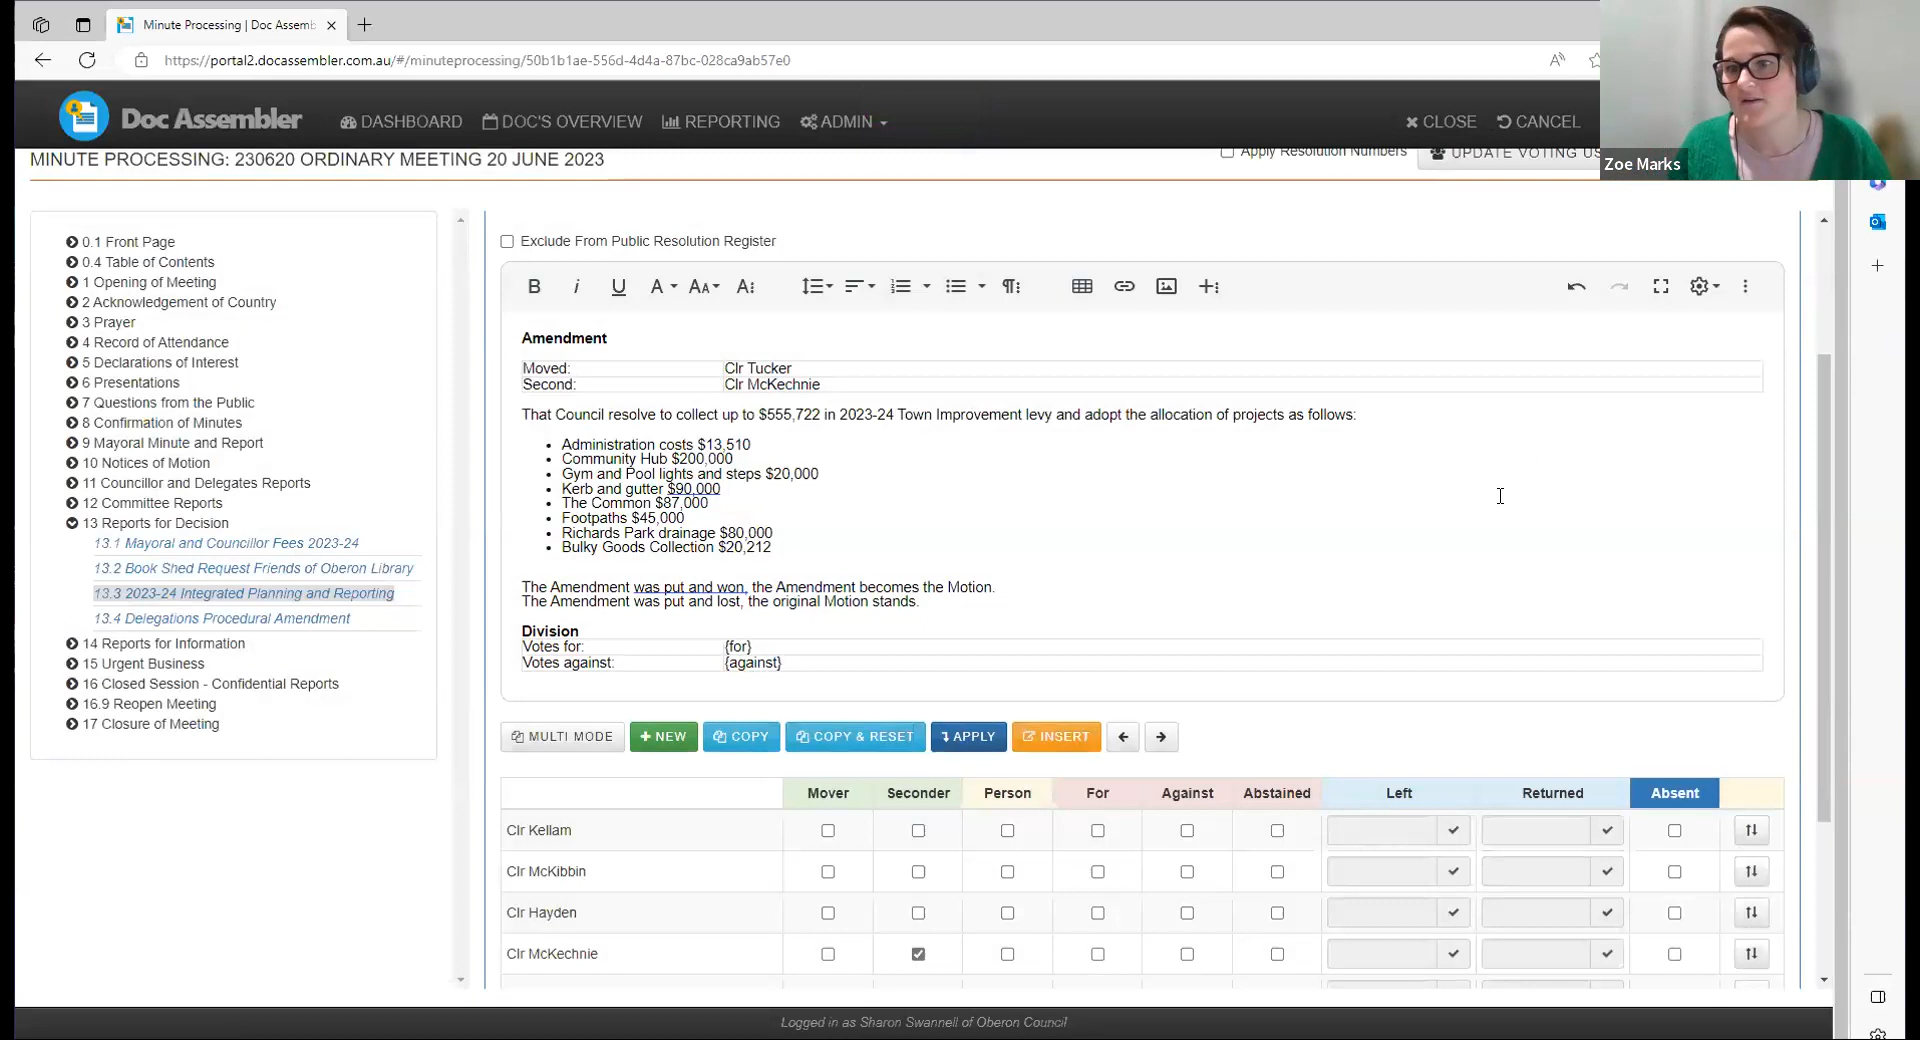 Minute Processing | Doc Assemb
https://portal2.docassembler.com.au/#/minuteprocessing/50b1b1ae-556d-4d4a-87bc-028ca9ab57e0
Doc Assembler
DASHBOARD
DOC'S OVERVIEW
REPORTING
ADMIN
CLOSE
CANCEL
Zoe Marks
MINUTE PROCESSING: 230620 ORDINARY MEETING 20 JUNE 2023
Apply Resolution Numbers
UPDATE VOTING US
0.1 Front Page
0.4 Table of Contents
1 Opening of Meeting
2 Acknowledgement of Country
3 Prayer
4 Record of Attendance
5 Declarations of Interest
6 Presentations
7 Questions from the Public
8 Confirmation of Minutes
9 Mayoral Minute and Report
10 Notices of Motion
11 Councillor and Delegates Reports
12 Committee Reports
13 Reports for Decision
13.1 Mayoral and Councillor Fees 2023-24
13.2 Book Shed Request Friends of Oberon Library
13.3 2023-24 Integrated Planning and Reporting
13.4 Delegations Procedural Amendment
14 Reports for Information
15 Urgent Business
16 Closed Session - Confidential Reports
16.9 Reopen Meeting
17 Closure of Meeting
Exclude From Public Resolution Register
Amendment
Moved: Clr Tucker
Second: Clr McKechnie
That Council resolve to collect up to $555,722 in 2023-24 Town Improvement levy and adopt the allocation of projects as follows:
• Administration costs $13,510
• Community Hub $200,000
• Gym and Pool lights and steps $20,000
• Kerb and gutter $90,000
• The Common $87,000
• Footpaths $45,000
• Richards Park drainage $80,000
• Bulky Goods Collection $20,212
The Amendment was put and won, the Amendment becomes the Motion.
The Amendment was put and lost, the original Motion stands.
Division
Votes for: {for}
Votes against: {against}
MULTI MODE
NEW
COPY
COPY & RESET
APPLY
INSERT
Mover Seconder Person For Against Abstained Left Returned Absent
Clr Kellam
Clr McKibbin
Clr Hayden
Clr McKechnie
Logged in as Sharon Swannell of Oberon Council